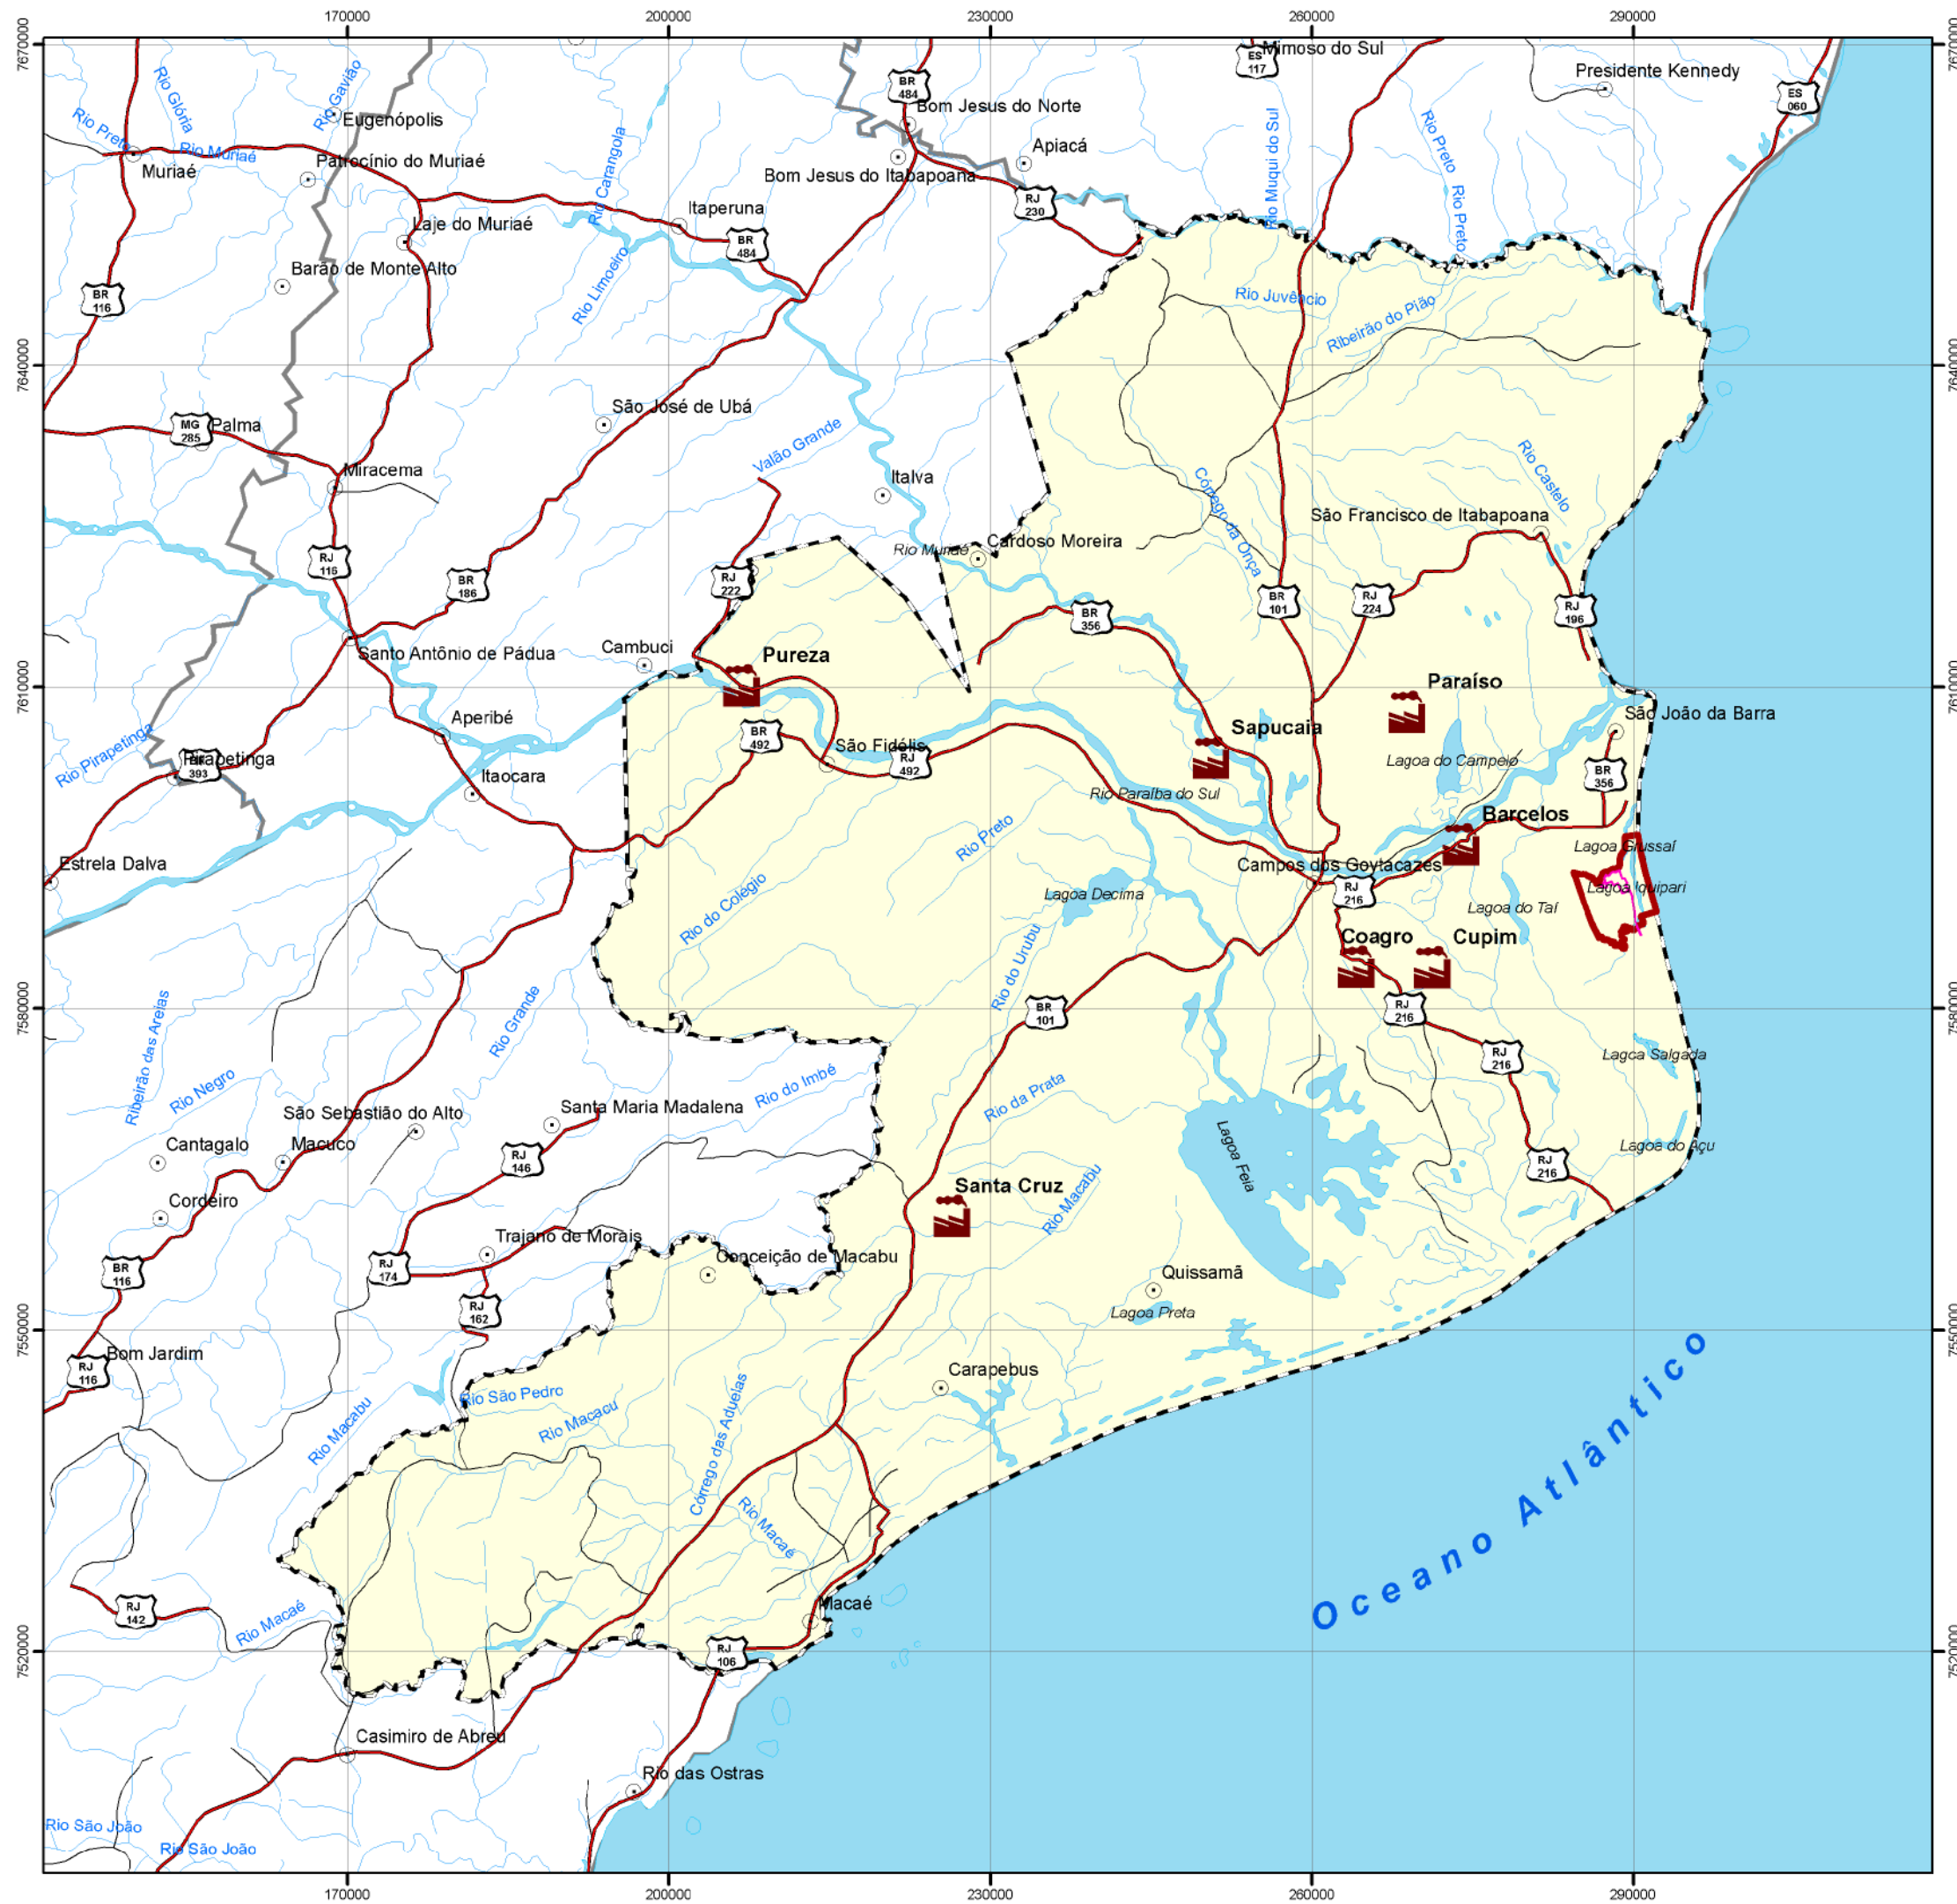 170000
200000
230000
260000
290000
7670000
7670000
Mimoso do Sul
ES
117
Presidente Kennedy
Rio Glória
Rio Gavião
BR
484
ES
060
Bom Jesus do Norte
Eugenópolis
Rio Preto
Rio Muriaé
Rio Muqui do Sul
Rio Preto
Rio Carangola
Apiacá
Patrocínio do Muriaé
Muriaé
Bom Jesus do Itabapoana
RJ
230
Itaperuna
Rio Preto
Laje do Muriaé
BR
484
Barão de Monte Alto
Rio Limoeiro
BR
116
Rio Juvêncio
Ribeirão do Pião
7640000
7640000
São José de Ubá
MG
285
Palma
Valão Grande
Miracema
Italva
Rio Castelo
Córrego da Onça
São Francisco de Itabapoana
Rio Muriaé
Cardoso Moreira
RJ
116
BR
186
RJ
222
BR
101
RJ
224
BR
356
RJ
196
Cambuci
Santo Antônio de Pádua
Pureza
7610000
7610000
Paraíso
Aperibé
São João da Barra
Sapucaia
BR
492
São Fidélis
RJ
492
Rio Pirapetinga
Pirapetinga
393
Itaocara
Lagoa do Campelo
BR
356
Rio Paraíba do Sul
Barcelos
Rio Preto
Lagoa Grussaí
Estrela Dalva
Campos dos Goytacazes
RJ
216
Lagoa Iquipari
Rio do Colégio
Lagoa Decima
Lagoa do Taí
Coagro
Cupim
Rio do Urubu
7580000
7580000
BR
101
RJ
216
Ribeirão das Areias
Rio Grande
RJ
216
Lagoa Salgada
Rio Negro
Rio do Imbé
Rio da Prata
São Sebastião do Alto
Santa Maria Madalena
Cantagalo
Macuco
Lagoa Feia
Lagoa do Açu
RJ
146
RJ
216
Santa Cruz
Rio Macabu
Cordeiro
Trajano de Morais
Conceição de Macabu
BR
116
RJ
174
Quissamã
RJ
162
Lagoa Preta
7550000
7550000
Bom Jardim
RJ
116
Carapebus
Rio São Pedro
Rio Macacu
Rio Macabu
Córrego das Aduelas
Oceano Atlântico
Rio Macaé
RJ
142
Rio Macaé
Macaé
RJ
106
7520000
7520000
Casimiro de Abreu
Rio das Ostras
Rio São João
Rio São João
170000
200000
230000
260000
290000